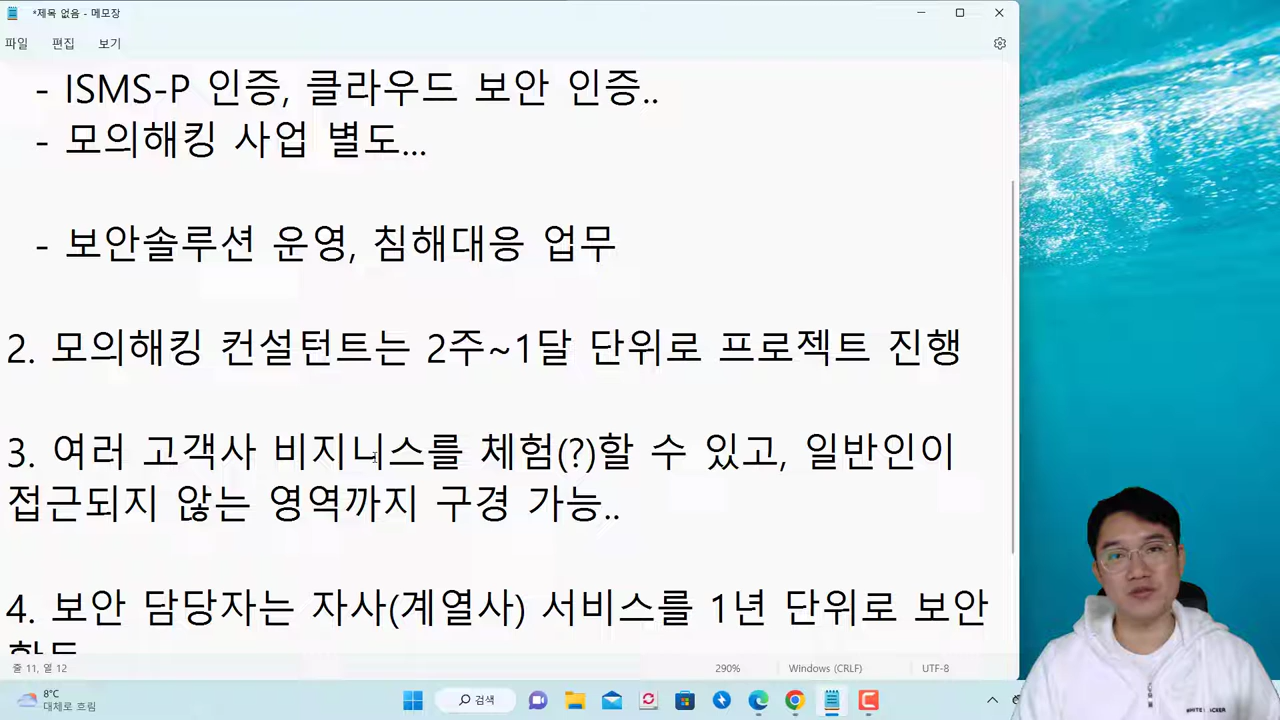 *제목 없음 - 메모장
파일 편집 보기
- ISMS-P 인증, 클라우드 보안 인증..
- 모의해킹 사업 별도...
- 보안솔루션 운영, 침해대응 업무
2. 모의해킹 컨설턴트는 2주~1달 단위로 프로젝트 진행
3. 여러 고객사 비지니스를 체험(?)할 수 있고, 일반인이
접근되지 않는 영역까지 구경 가능..
4. 보안 담당자는 자사(계열사) 서비스를 1년 단위로 보안
줄 11, 열 12 290% Windows (CRLF) UTF-8
8°C
대체로 흐림
검색